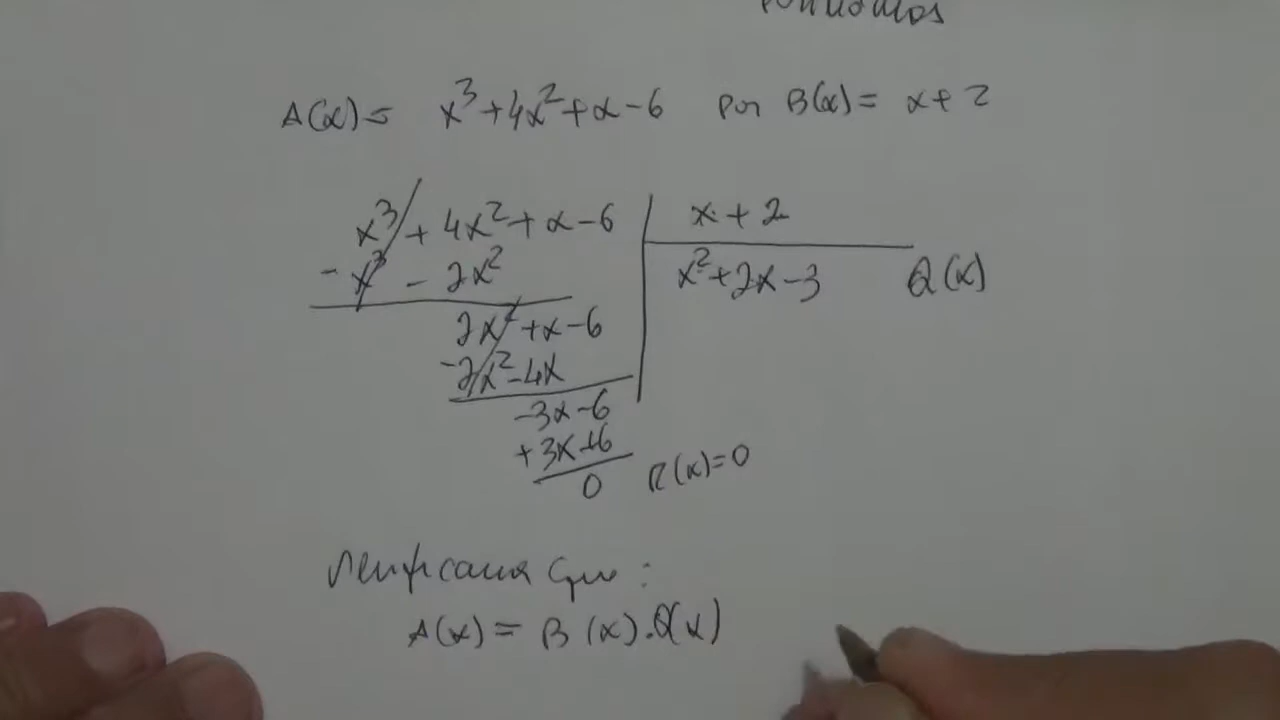 A(x) = x³ + 4x² + x - 6 por B(x) = x + 2
x³ + 4x² + x - 6 | x + 2
- x³ - 2x² x² + 2x - 3 Q(x)
2x² + x - 6
-2x² - 4x
-3x - 6
+3x + 6
0 R(x) = 0
que :
A(x) = B(x) . Q(x)